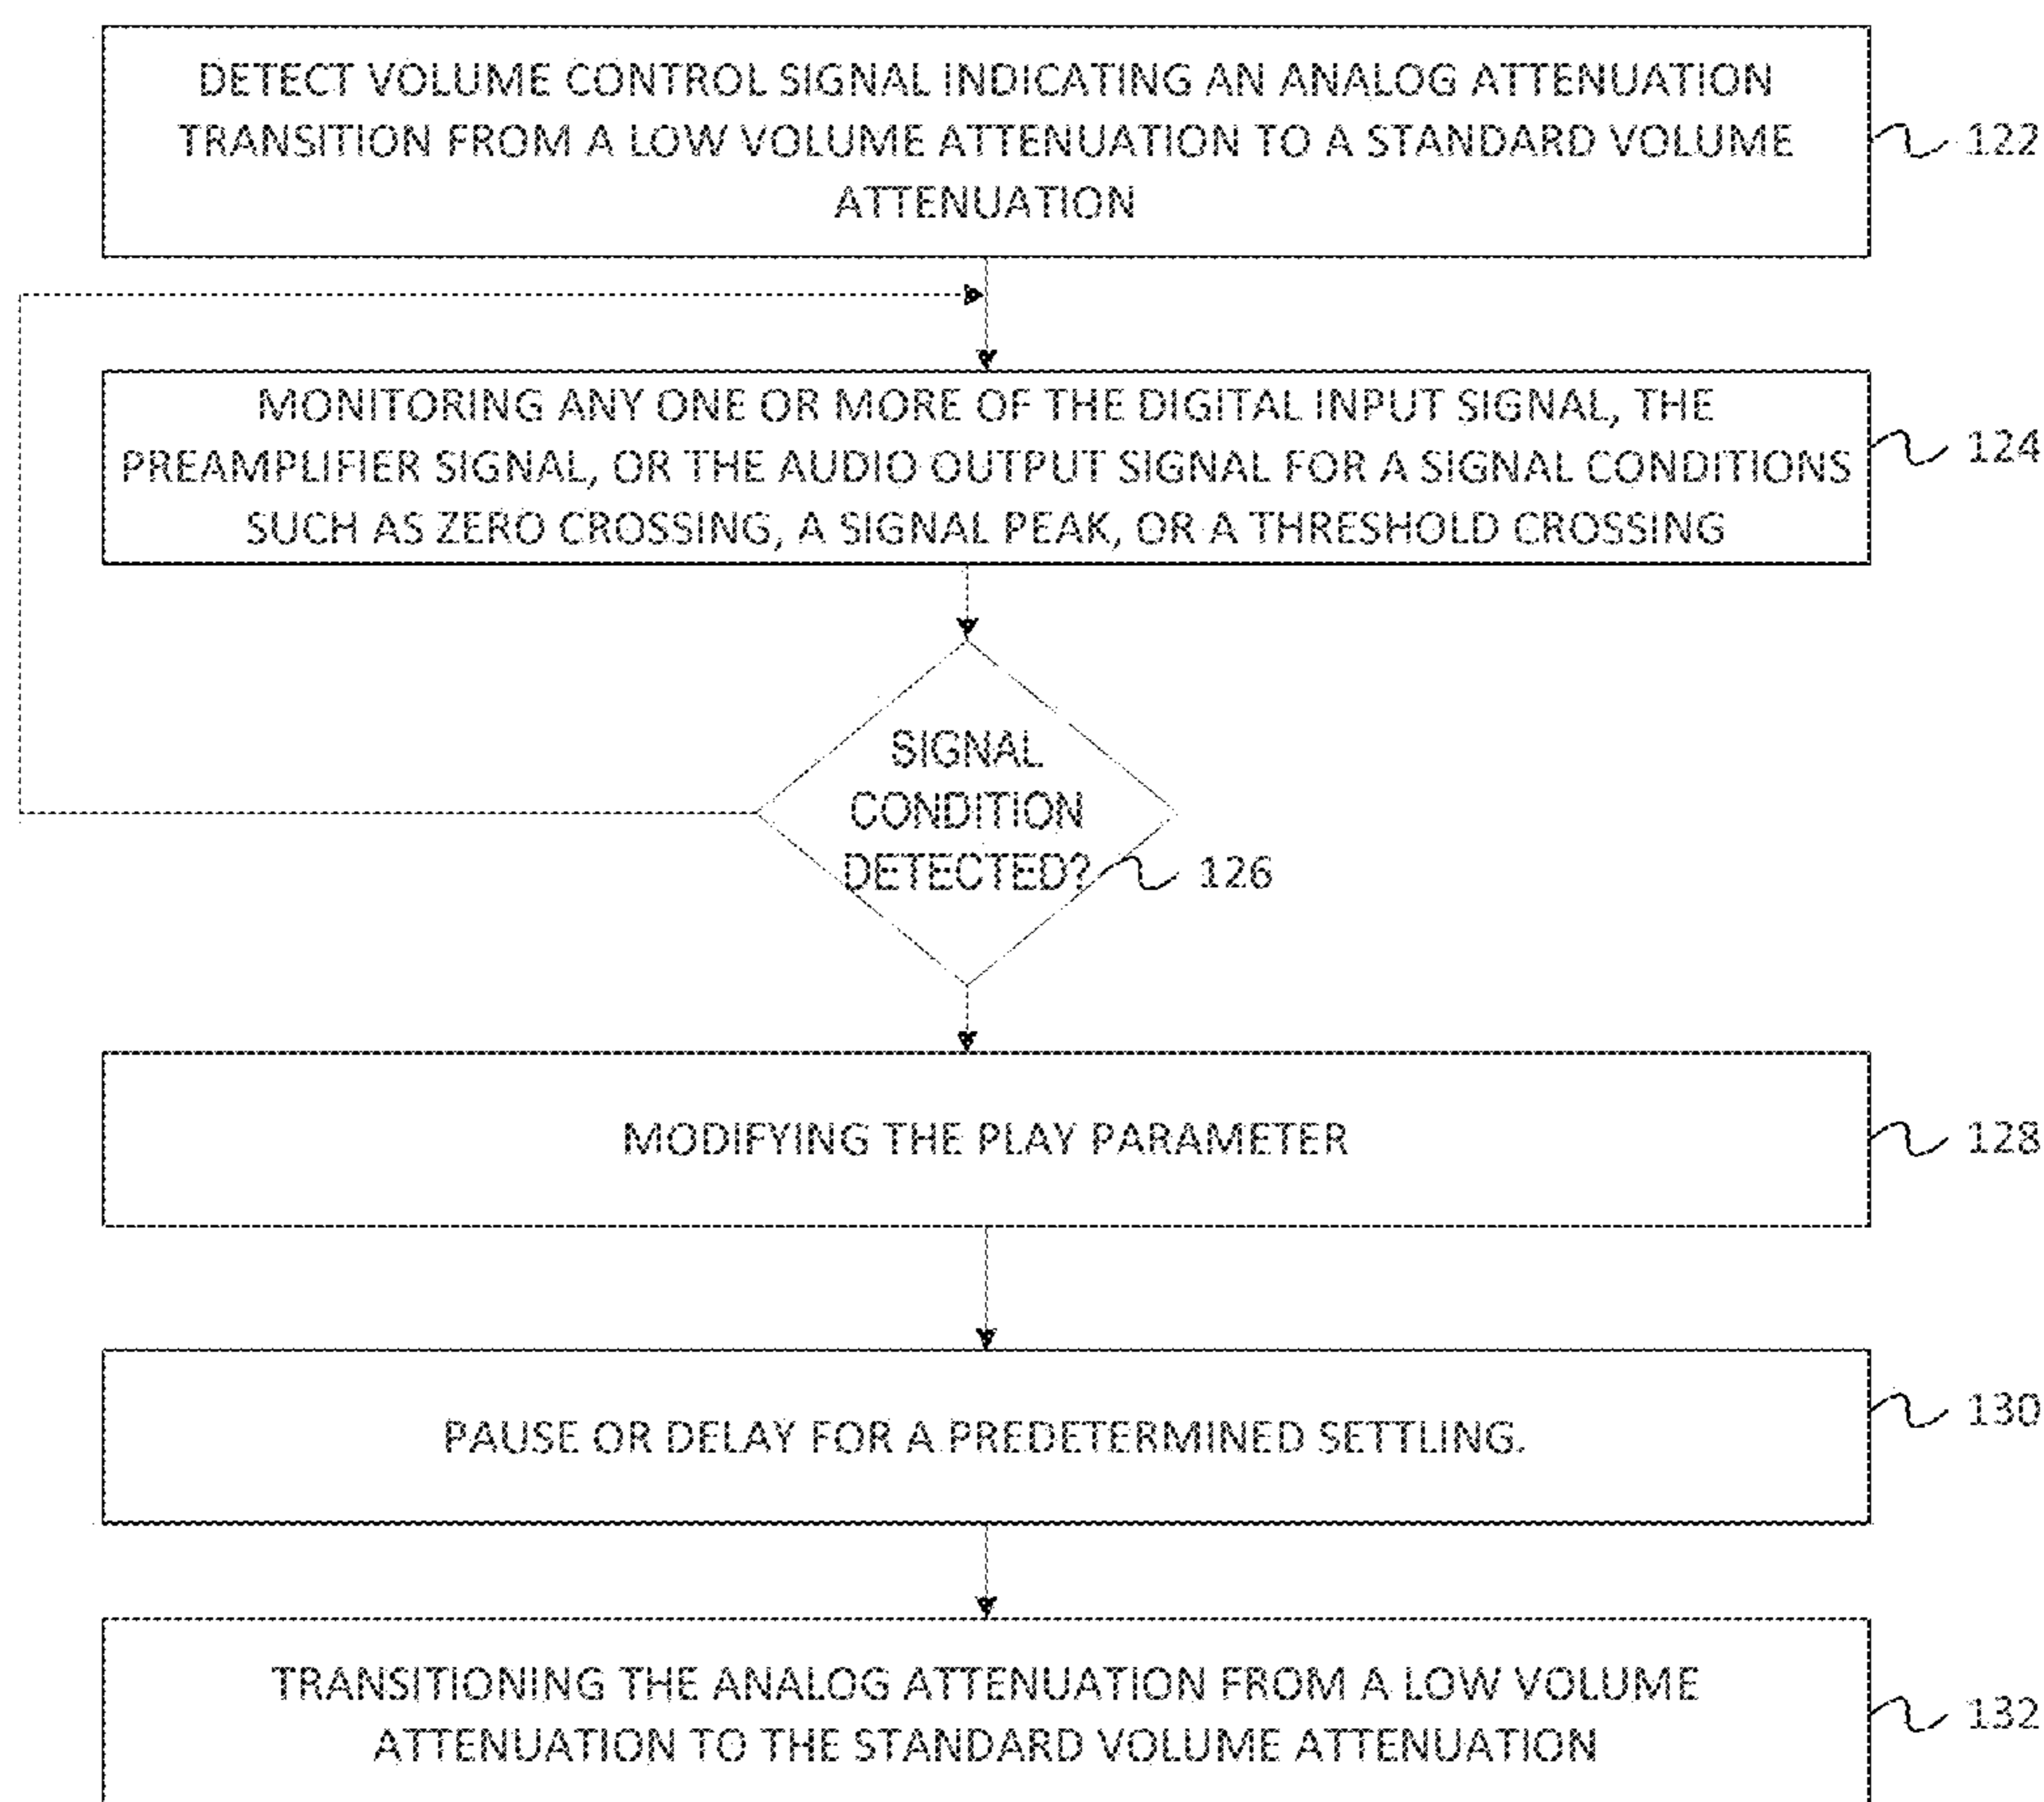 DETECT VOLUME CONTROL SIGNAL INDICATING AN ANALOG ATTENUATION
TRANSITION FROM A LOW VOLUME ATTENUATION TO A STANDARD VOLUME
ATTENUATION
122
MONITORING ANY ONE OR MORE OF THE DIGITAL INPUT SIGNAL, THE
PREAMPLIFIER SIGNAL, OR THE AUDIO OUTPUT SIGNAL FOR A SIGNAL CONDITIONS
SUCH AS ZERO CROSSING, A SIGNAL PEAK, OR A THRESHOLD CROSSING
124
SIGNAL
CONDITION
DETECTED?
126
MODIFYING THE PLAY PARAMETER
128
PAUSE OR DELAY FOR A PREDETERMINED SETTLING.
130
TRANSITIONING THE ANALOG ATTENUATION FROM A LOW VOLUME
ATTENUATION TO THE STANDARD VOLUME ATTENUATION
132